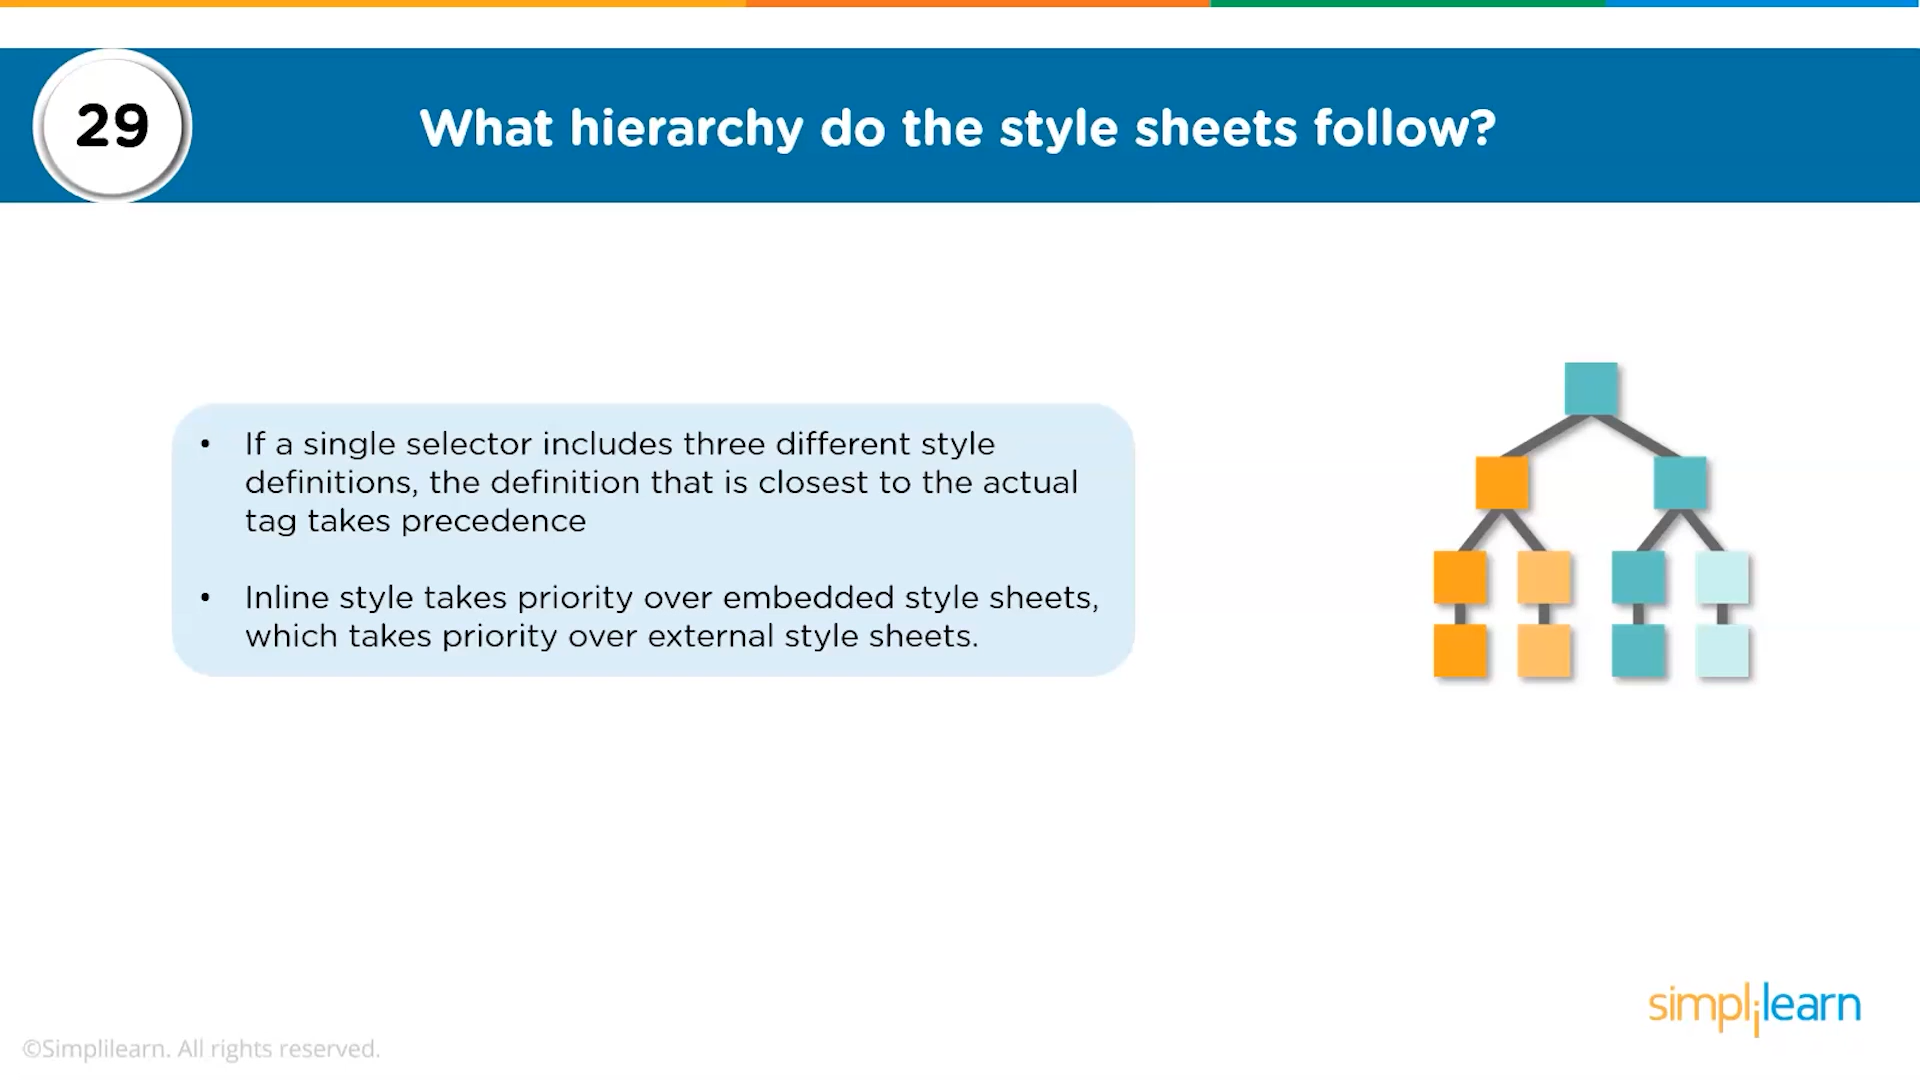 29
What hierarchy do the style sheets follow?
• If a single selector includes three different style
definitions, the definition that is closest to the actual
tag takes precedence
• Inline style takes priority over embedded style sheets,
which takes priority over external style sheets.
simplilearn
©Simplilearn. All rights reserved.